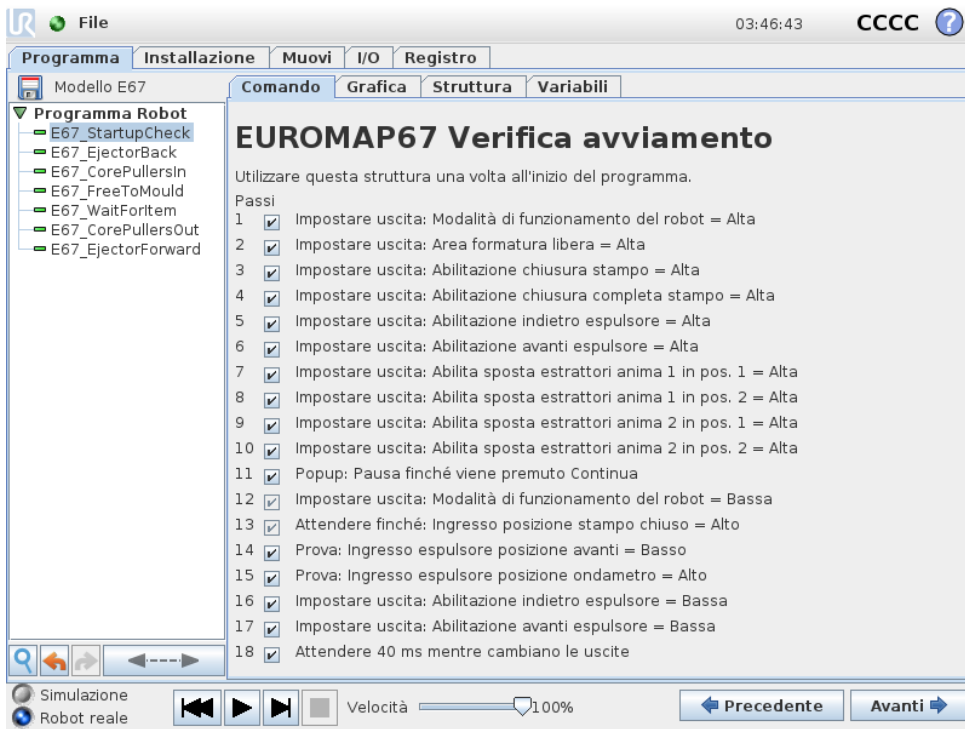 UR File 03:46:43 CCCC ?
Programma Installazione Muovi I/O Registro
Modello E67
Comando Grafica Struttura Variabili
Programma Robot
E67_StartupCheck
E67_EjectorBack
E67_CorePullersIn
E67_FreeToMould
E67_WaitForItem
E67_CorePullersOut
E67_EjectorForward
EUROMAP67 Verifica avviamento
Utilizzare questa struttura una volta all'inizio del programma.
Passi
1 Impostare uscita: Modalità di funzionamento del robot = Alta
2 Impostare uscita: Area formatura libera = Alta
3 Impostare uscita: Abilitazione chiusura stampo = Alta
4 Impostare uscita: Abilitazione chiusura completa stampo = Alta
5 Impostare uscita: Abilitazione indietro espulsore = Alta
6 Impostare uscita: Abilitazione avanti espulsore = Alta
7 Impostare uscita: Abilita sposta estrattori anima 1 in pos. 1 = Alta
8 Impostare uscita: Abilita sposta estrattori anima 1 in pos. 2 = Alta
9 Impostare uscita: Abilita sposta estrattori anima 2 in pos. 1 = Alta
10 Impostare uscita: Abilita sposta estrattori anima 2 in pos. 2 = Alta
11 Popup: Pausa finché viene premuto Continua
12 Impostare uscita: Modalità di funzionamento del robot = Bassa
13 Attendere finché: Ingresso posizione stampo chiuso = Alto
14 Prova: Ingresso espulsore posizione avanti = Basso
15 Prova: Ingresso espulsore posizione ondametro = Alto
16 Impostare uscita: Abilitazione indietro espulsore = Bassa
17 Impostare uscita: Abilitazione avanti espulsore = Bassa
18 Attendere 40 ms mentre cambiano le uscite
Simulazione
Robot reale
Velocità 100%
Precedente Avanti